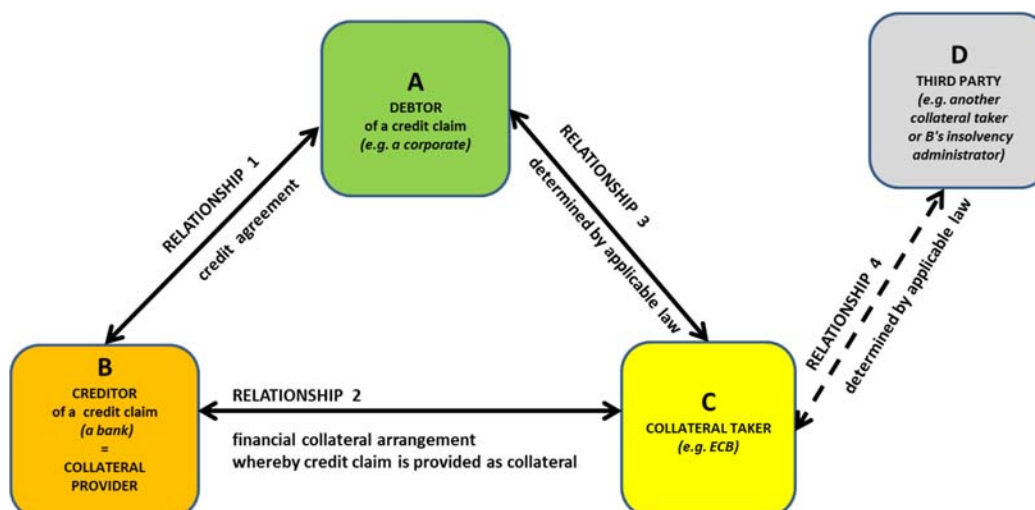 A
DEBTOR
of a credit claim
(e.g. a corporate)
D
THIRD PARTY
(e.g. another
collateral taker
or B's insolvency
administrator)
RELATIONSHIP 1
credit agreement
RELATIONSHIP 3
determined by applicable law
RELATIONSHIP 4
determined by applicable law
B
CREDITOR
of a credit claim
(a bank)
=
COLLATERAL
PROVIDER
RELATIONSHIP 2
financial collateral arrangement
whereby credit claim is provided as collateral
C
COLLATERAL TAKER
(e.g. ECB)